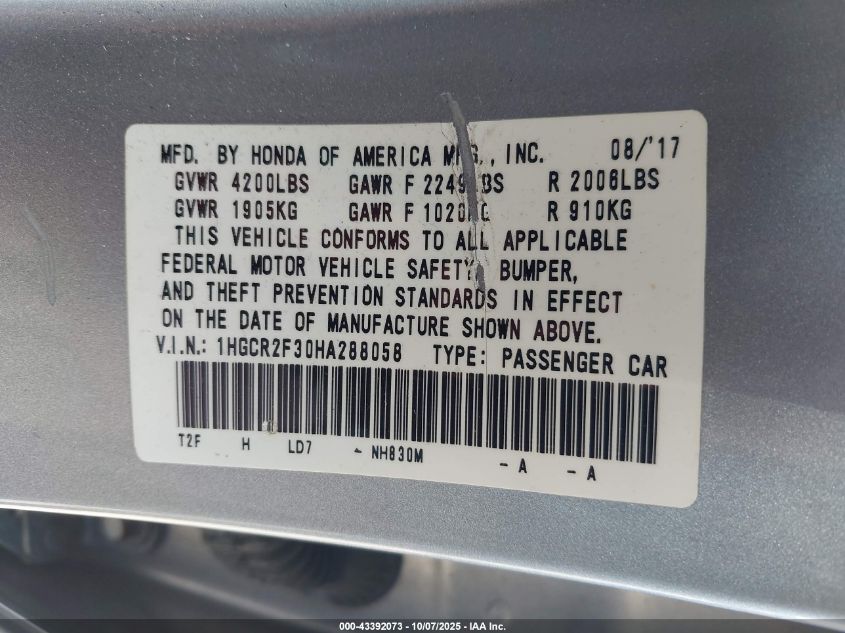 MFD. BY HONDA OF AMERICA MFG., INC. 08/'17
GVWR 4200LBS GAWR F 2249LBS R 2006LBS
GVWR 1905KG GAWR F 1020KG R 910KG
THIS VEHICLE CONFORMS TO ALL APPLICABLE
FEDERAL MOTOR VEHICLE SAFETY, BUMPER,
AND THEFT PREVENTION STANDARDS IN EFFECT
ON THE DATE OF MANUFACTURE SHOWN ABOVE.
V.I.N.: 1HGCR2F30HA288058 TYPE: PASSENGER CAR
T2F H LD7 - NH830M - A - A
000-43392073 - 10/07/2025 - IAA Inc.